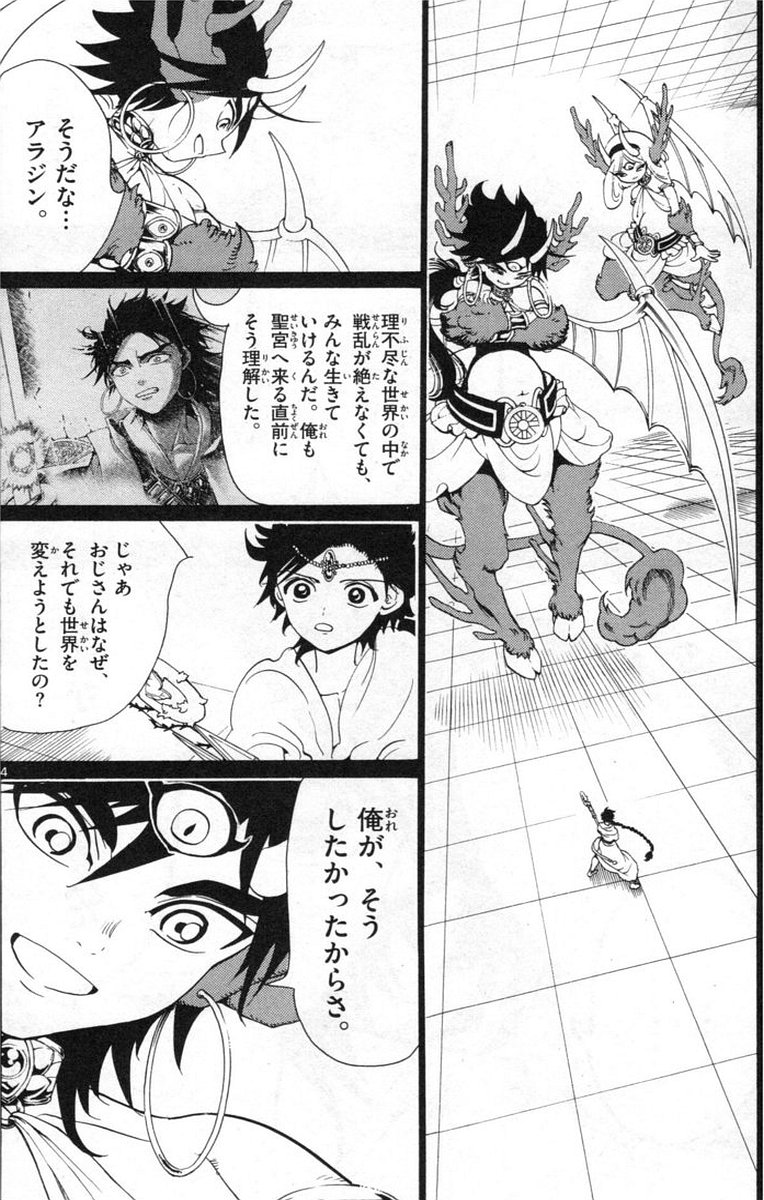 そうだな…
アラジン。
理不尽な世界の中で
戦乱が絶えなくても、
みんな生きて
いけるんだ。俺も
聖宮へ来る直前に
そう理解した。
じゃあ
おじさんはなぜ、
それでも世界を
変えようとしたの?
4
俺が、そう
したかったからさ。